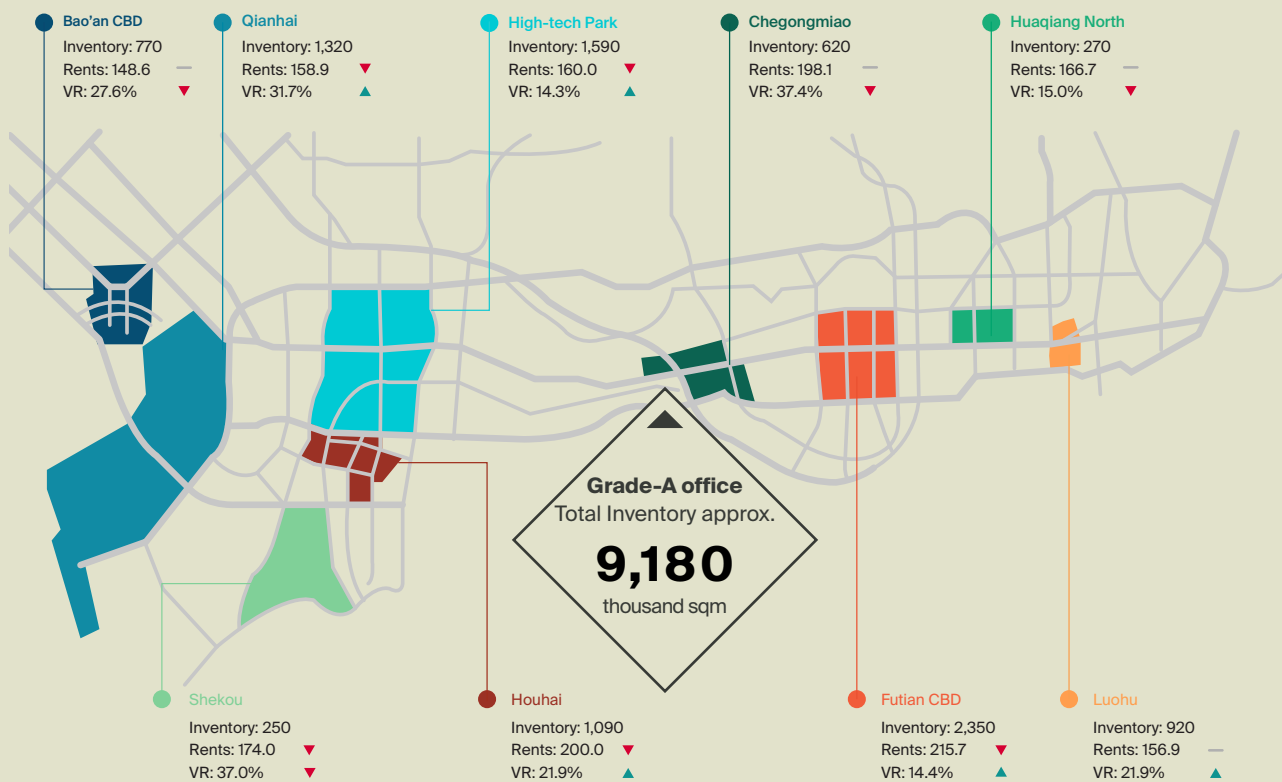 Bao'an CBD
Inventory: 770
Rents: 148.6
VR: 27.6%
Qianhai
Inventory: 1,320
Rents: 158.9
VR: 31.7%
High-tech Park
Inventory: 1,590
Rents: 160.0
VR: 14.3%
Chegongmiao
Inventory: 620
Rents: 198.1
VR: 37.4%
Huaqiang North
Inventory: 270
Rents: 166.7
VR: 15.0%
Grade-A office
Total Inventory approx.
9,180
thousand sqm
Shekou
Inventory: 250
Rents: 174.0
VR: 37.0%
Houhai
Inventory: 1,090
Rents: 200.0
VR: 21.9%
Futian CBD
Inventory: 2,350
Rents: 215.7
VR: 14.4%
Luohu
Inventory: 920
Rents: 156.9
VR: 21.9%